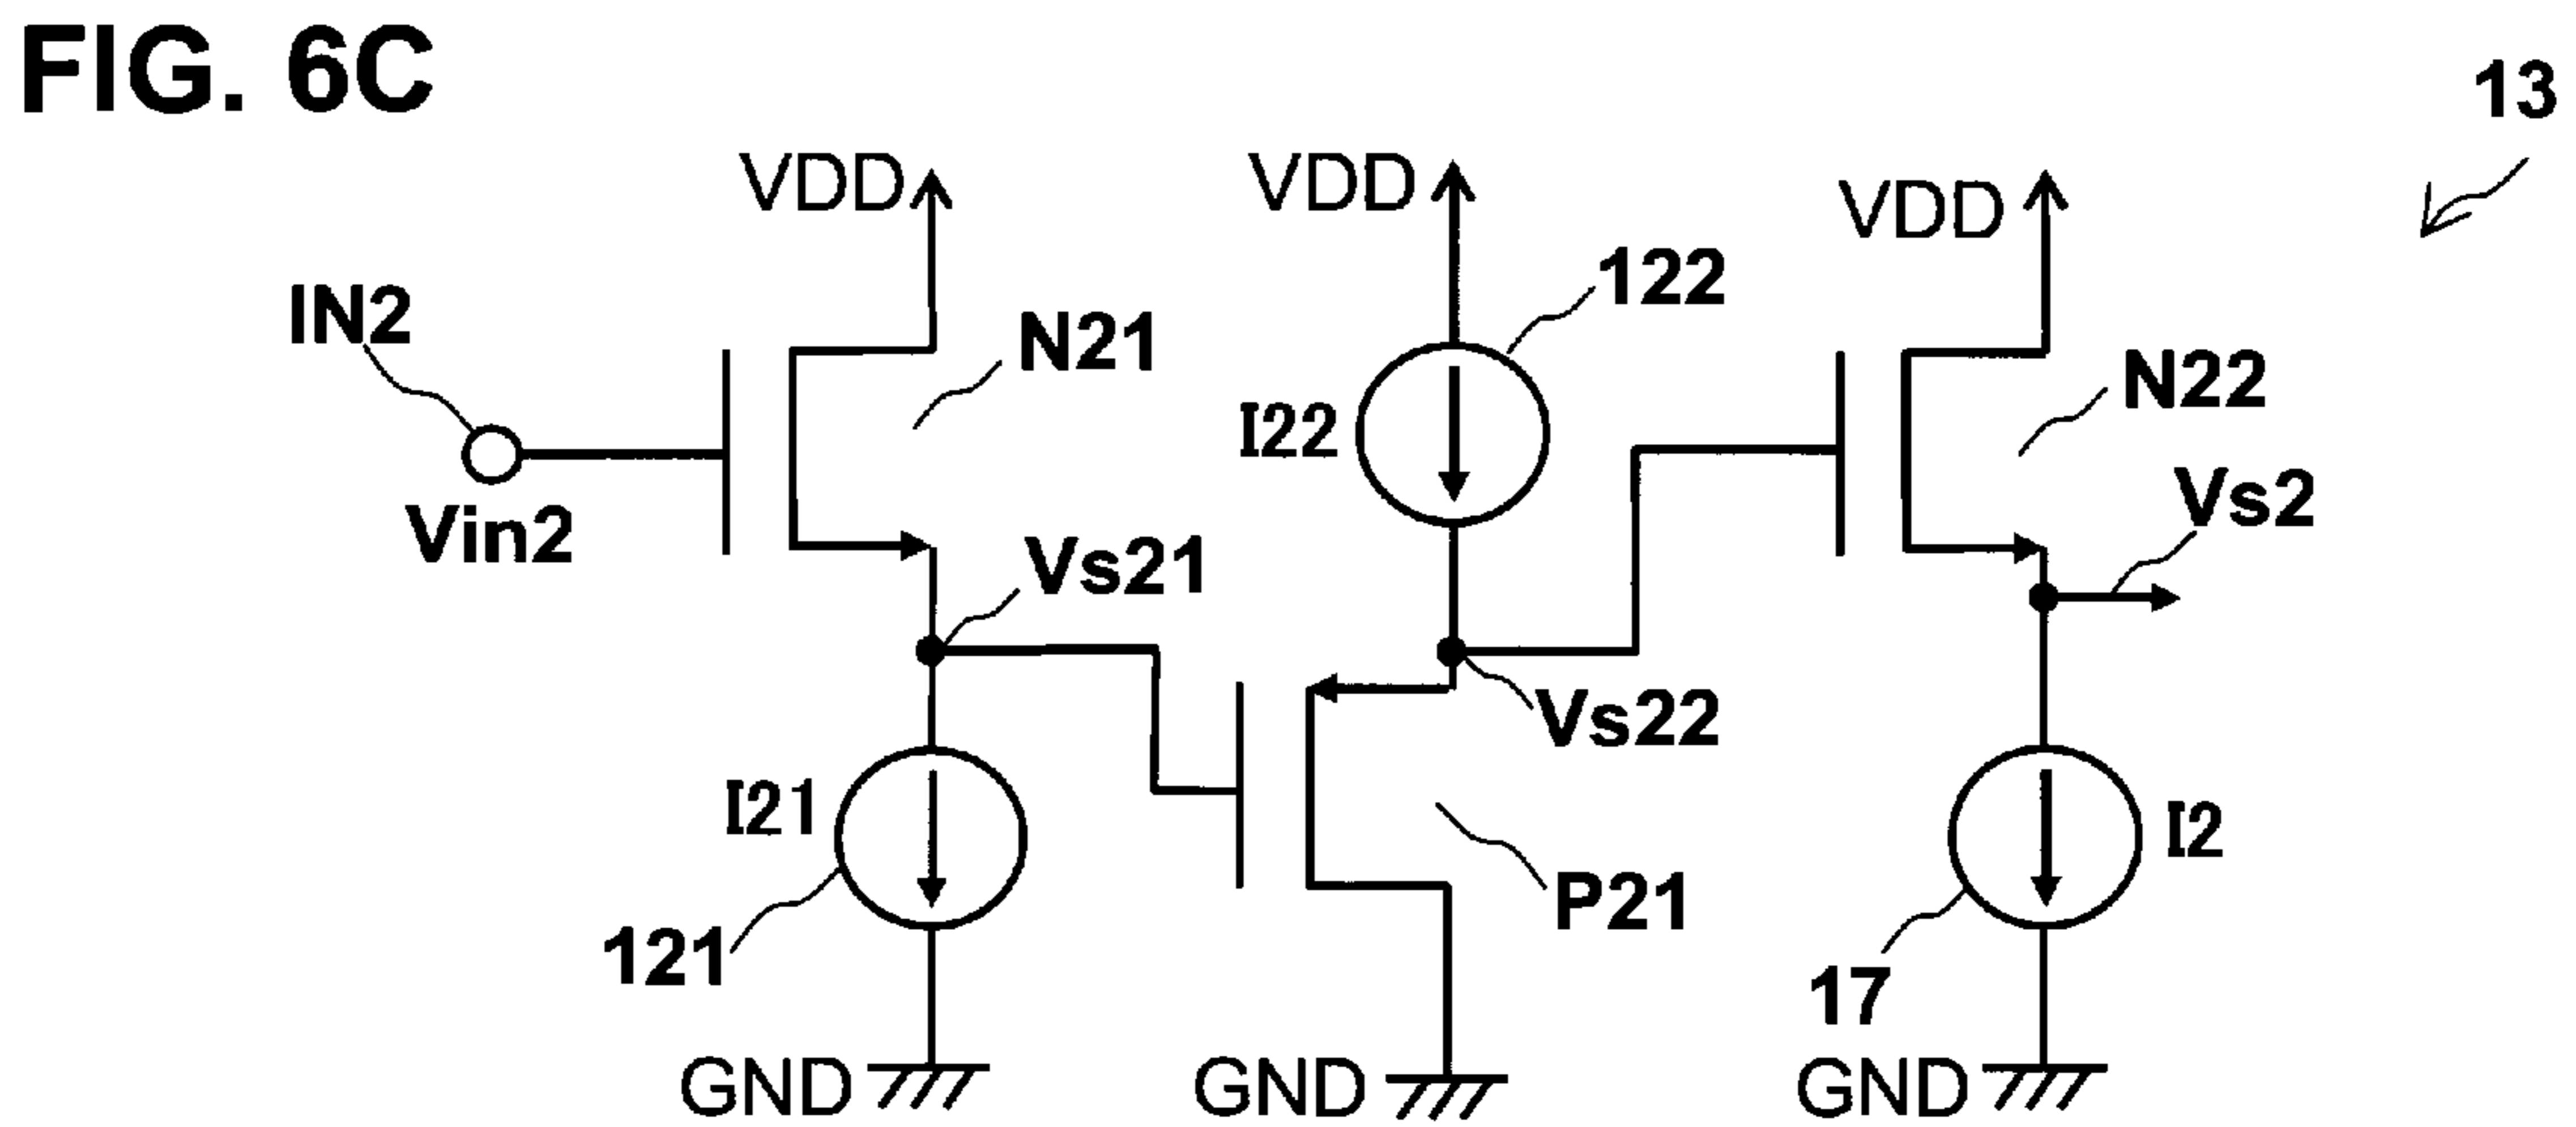 FIG. 6C
13
VDD
VDD
VDD
IN2
N21
122
N22
I22
Vin2
Vs21
Vs2
Vs22
I21
I2
P21
121
17
GND
GND
GND